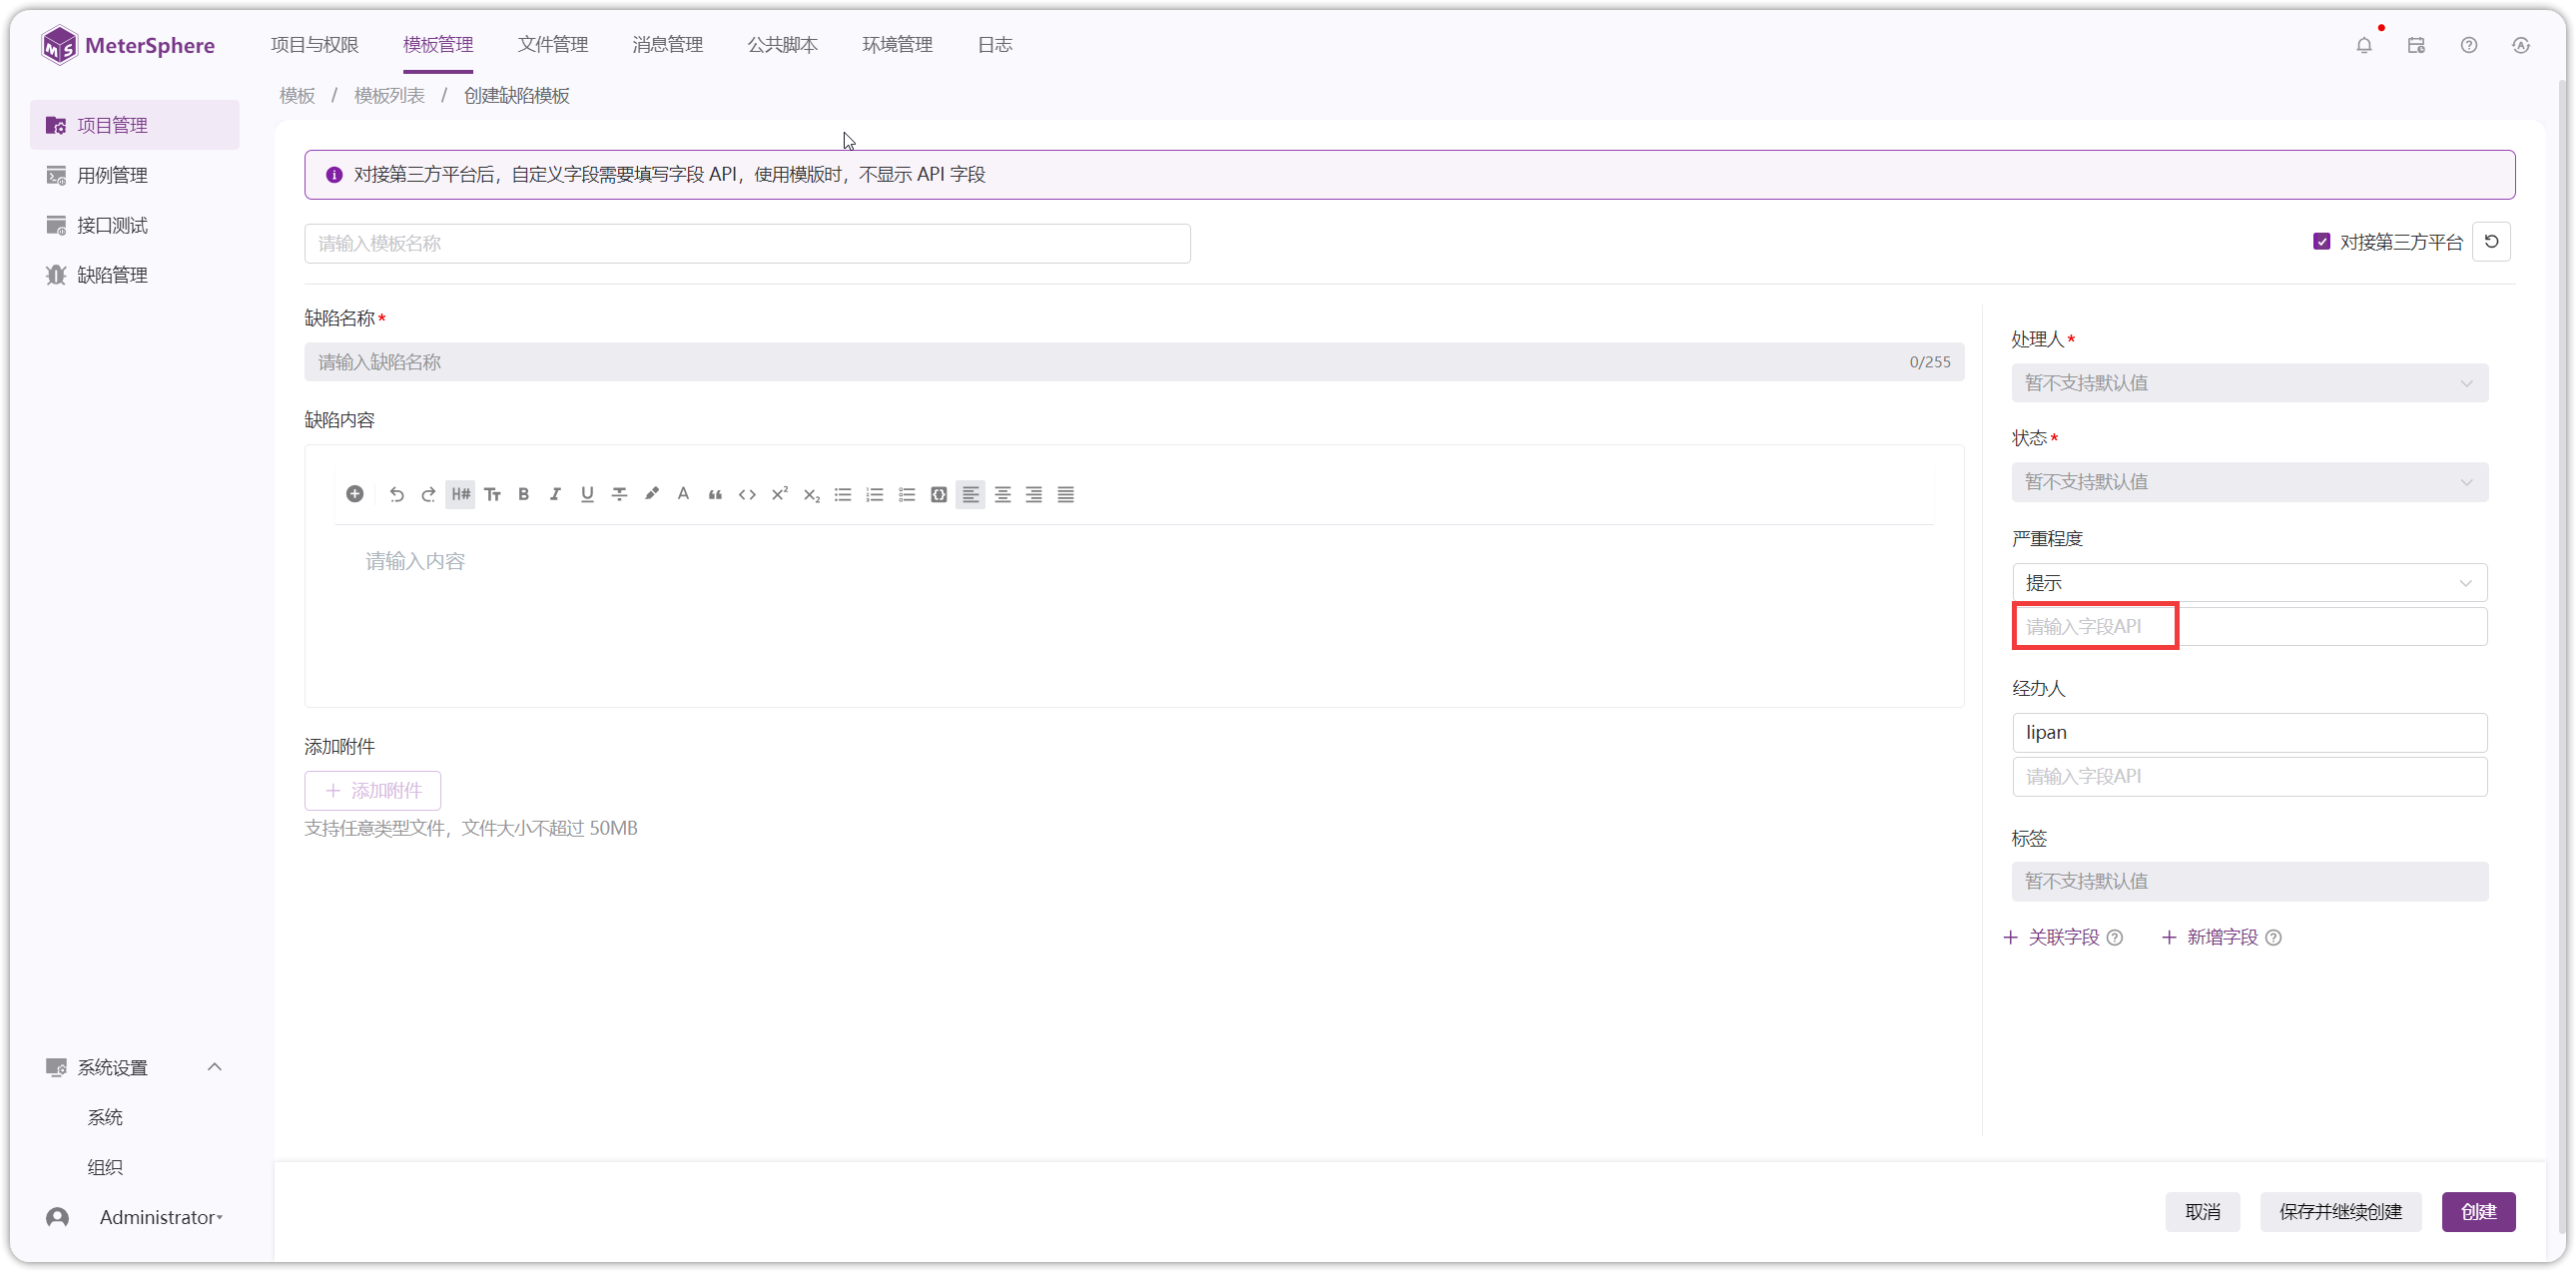 MeterSphere
项目与权限 模板管理 文件管理 消息管理 公共脚本 环境管理 日志
模板 / 模板列表 / 创建缺陷模板
项目管理
用例管理
接口测试
缺陷管理
对接第三方平台后，自定义字段需要填写字段 API，使用模版时，不显示 API 字段
请输入模板名称
对接第三方平台
缺陷名称*
请输入缺陷名称 0/255
缺陷内容
请输入内容
添加附件
+ 添加附件
支持任意类型文件，文件大小不超过 50MB
处理人*
暂不支持默认值
状态*
暂不支持默认值
严重程度
提示
请输入字段API
经办人
lipan
请输入字段API
标签
暂不支持默认值
+ 关联字段 + 新增字段
系统设置
系统
组织
Administrator
取消 保存并继续创建 创建